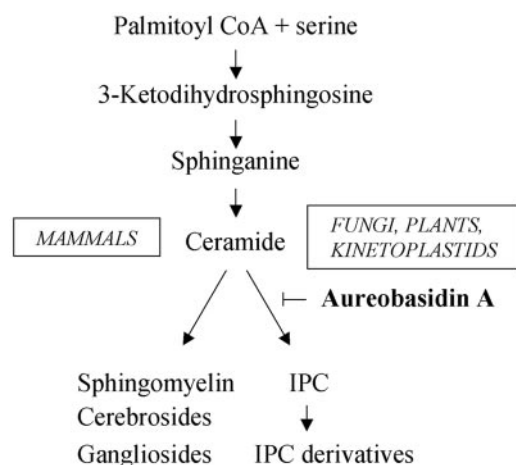 Palmitoyl CoA + serine
3-Ketodihydrosphingosine
Sphinganine
MAMMALS
Ceramide
FUNGI, PLANTS,
KINETOPLASTIDS
Aureobasidin A
Sphingomyelin
Cerebrosides
Gangliosides
IPC
IPC derivatives